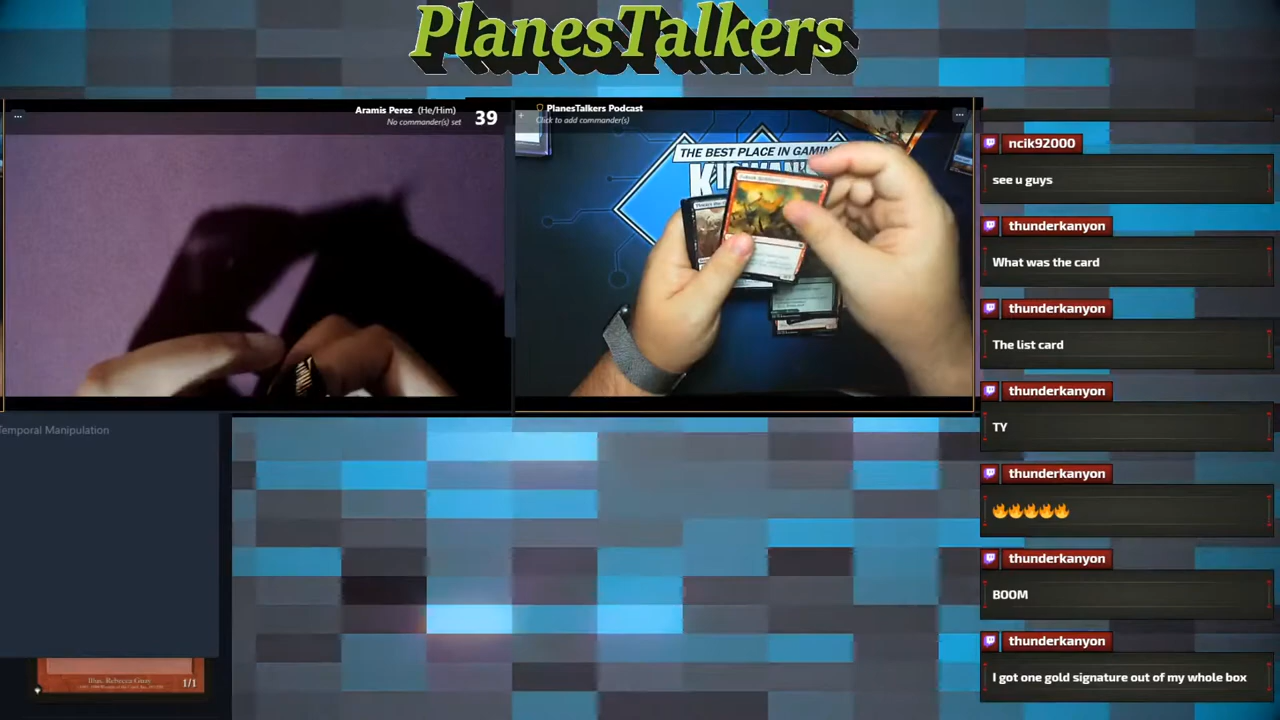 PlanesTalkers
Aramis Perez (He/Him)
No commander(s) set
39
PlanesTalkers Podcast
Click to add commander(s)
THE BEST PLACE IN GAMIN
Temporal Manipulation
Illus. Rebecca Guay
1/1
ncik92000
see u guys
thunderkanyon
What was the card
thunderkanyon
The list card
thunderkanyon
TY
thunderkanyon
🔥🔥🔥🔥🔥
thunderkanyon
BOOM
thunderkanyon
I got one gold signature out of my whole box